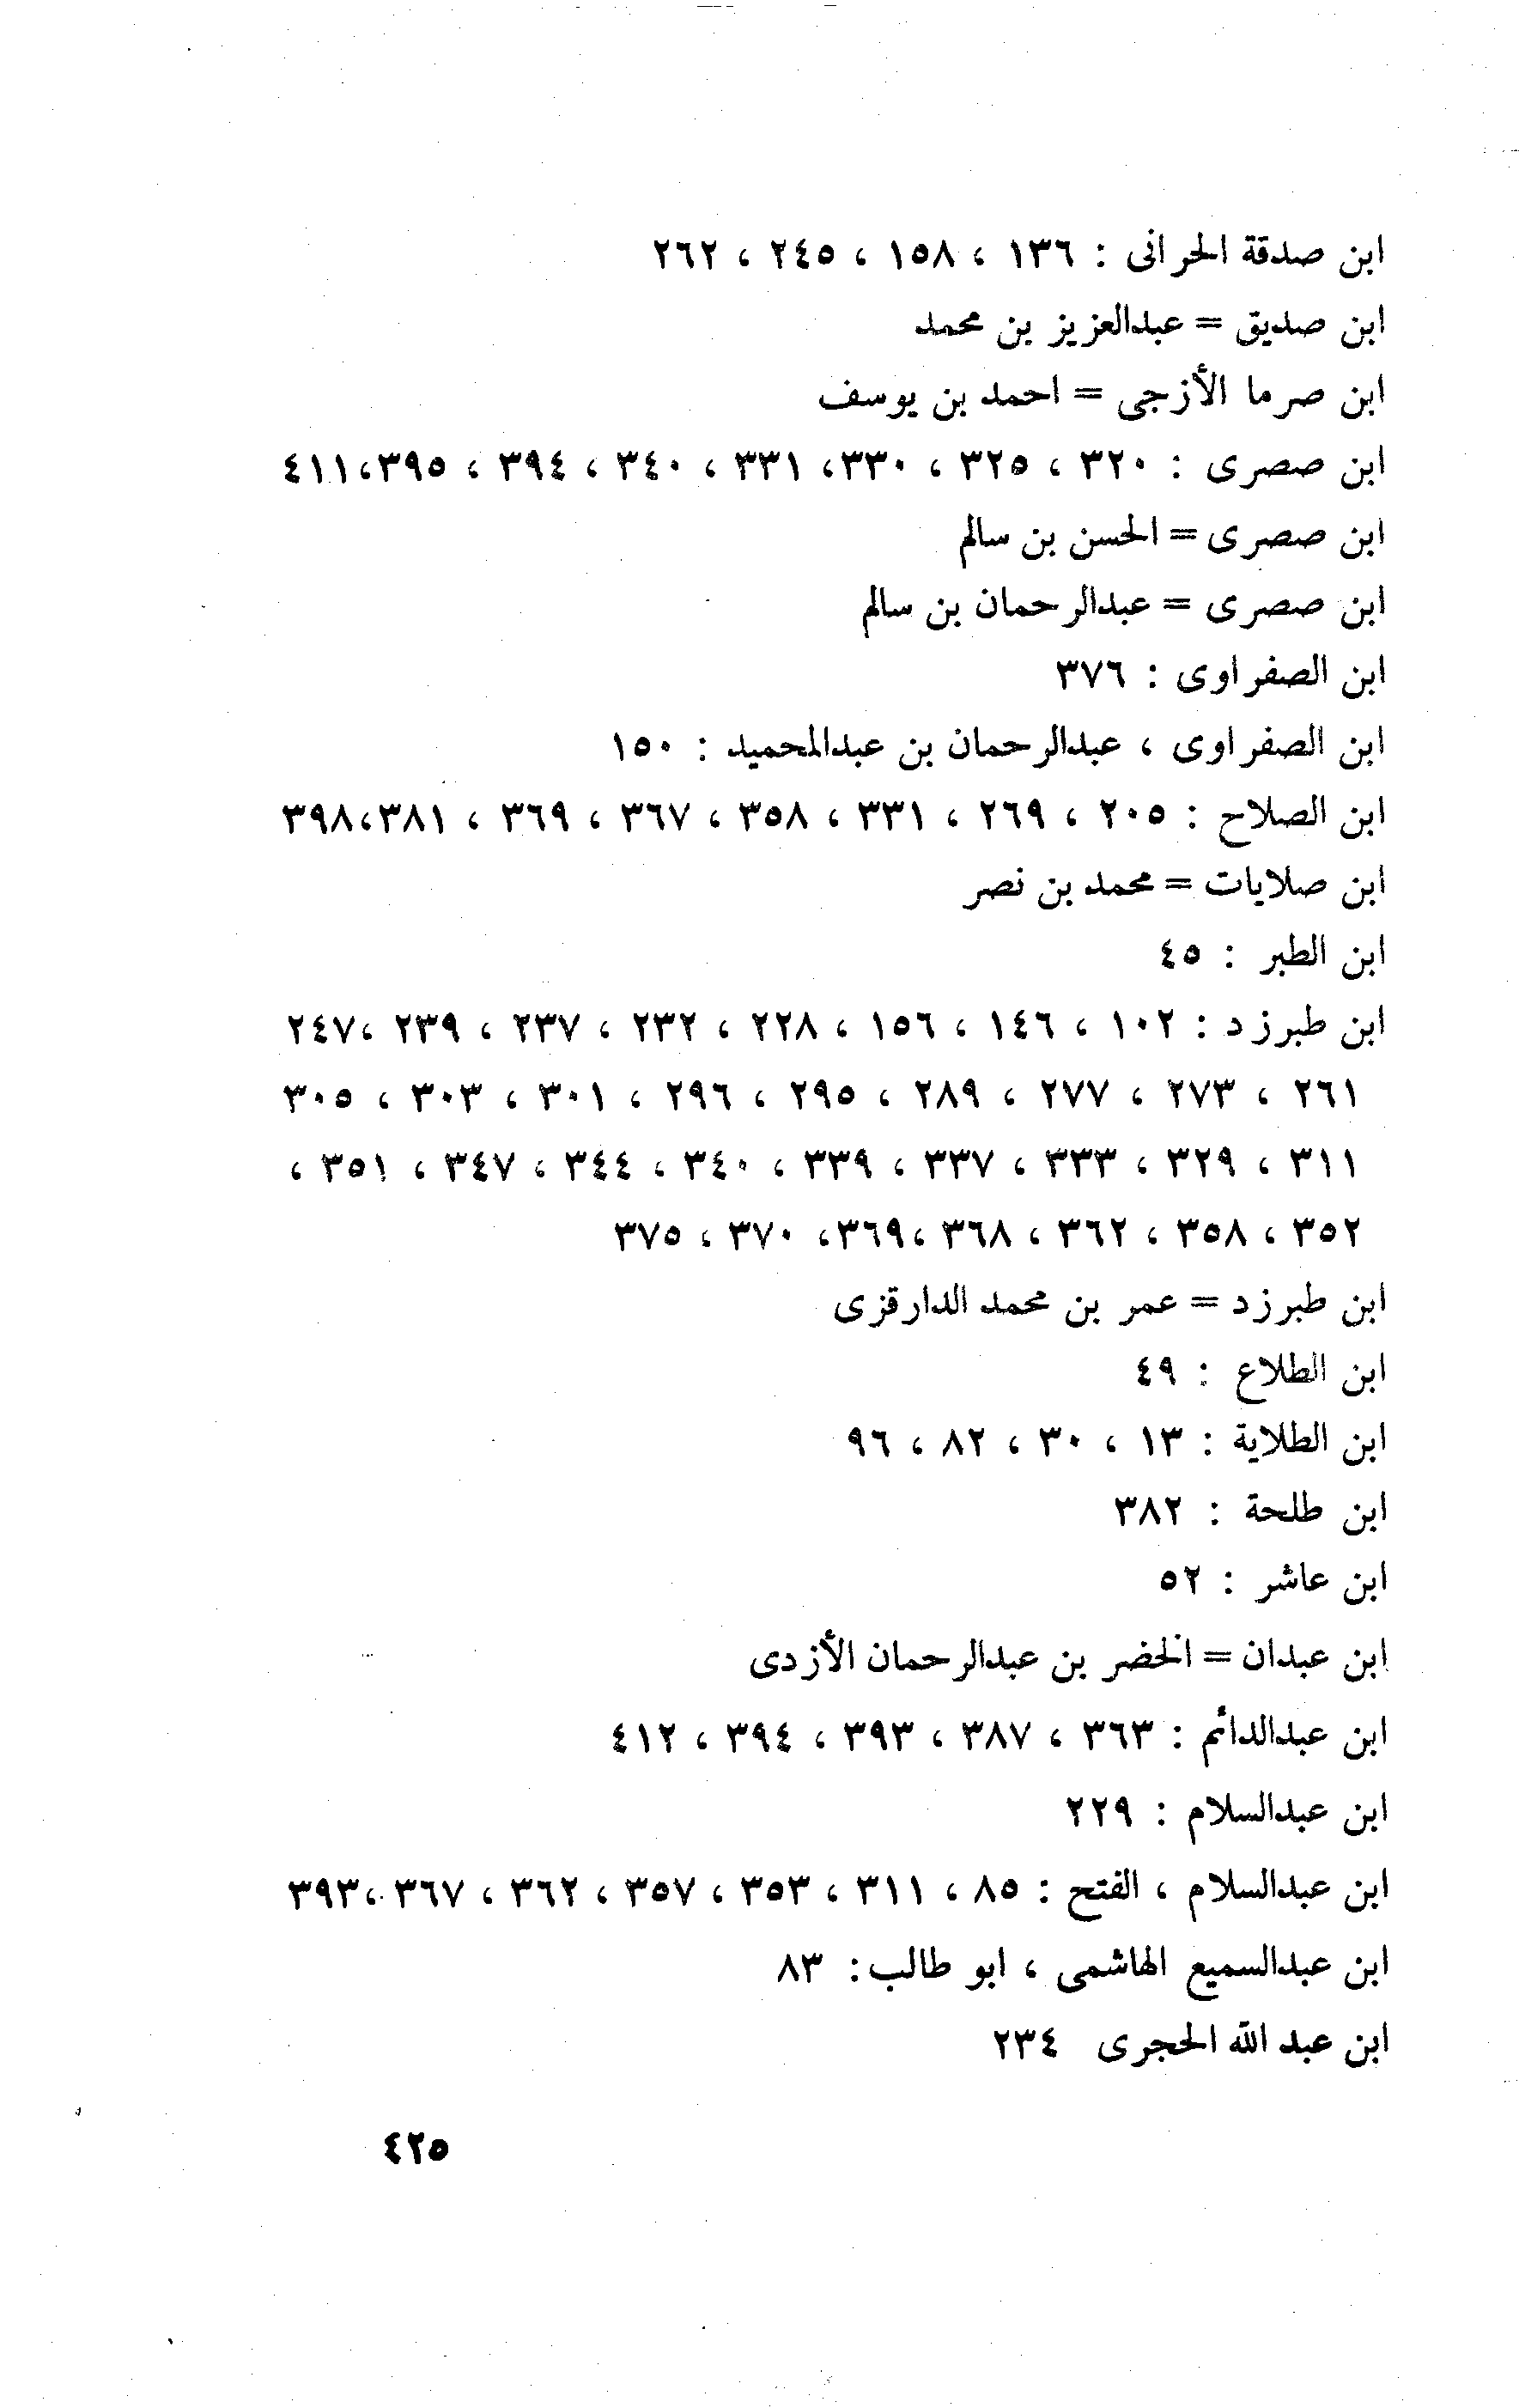 ابن صدقة الحرانى : ١٣٦ ، ١٥٨ ، ٢٤٥ ، ٢٦٢
ابن صديق = عبدالعزيز بن محمد
ابن صرما الأزجى = احمد بن يوسف
ابن صصرى : ٣٢٠ ، ٣٢٥ ، ٣٣٠، ٣٣١ ، ٣٤٠ ، ٣٩٤ ، ٣٩٥،٤١١
ابن صصرى = الحسن بن سالم
ابن صصرى = عبدالرحمان بن سالم
ابن الصفراوى : ٣٧٦
ابن الصفراوى ، عبدالرحمان بن عبدالمحميد : ١٥٠
ابن الصلاح : ٢٠٥ ، ٢٦٩ ، ٣٣١ ، ٣٥٨ ، ٣٦٧ ، ٣٦٩ ، ٣٨١،٣٩٨
ابن صلايات = محمد بن نصر
ابن الطبر : ٤٥
ابن طبرزد : ١٠٢ ، ١٤٦ ، ١٥٦ ، ٢٢٨ ، ٢٣٢ ، ٢٣٧ ، ٢٣٩ ،٢٤٧
٢٦١ ، ٢٧٣ ، ٢٧٧ ، ٢٨٩ ، ٢٩٥ ، ٢٩٦ ، ٣٠١ ، ٣٠٣ ، ٣٠٥
٣١١ ، ٣٢٩ ، ٣٣٣ ، ٣٣٧ ، ٣٣٩ ، ٣٤٠ ، ٣٤٤ ، ٣٤٧ ، ٣٥١ ،
٣٥٢ ، ٣٥٨ ، ٣٦٢ ، ٣٦٨ ،٣٦٩، ٣٧٠ ، ٣٧٥
ابن طبرزد = عمر بن محمد الدارقزى
ابن الطلاع : ٤٩
ابن الطلاية : ١٣ ، ٣٠ ، ٨٢ ، ٩٦
ابن طلحة : ٣٨٢
ابن عاشر : ٥٢
ابن عبدان = الخضر بن عبدالرحمان الأزدى
ابن عبدالدائم : ٣٦٣ ، ٣٨٧ ، ٣٩٣ ، ٣٩٤ ، ٤١٢
ابن عبدالسلام : ٢٢٩
ابن عبدالسلام ، الفتح : ٨٥ ، ٣١١ ، ٣٥٣ ، ٣٥٧ ، ٣٦٢ ، ٣٦٧ ،٣٩٣
ابن عبدالسميع الهاشمى ، ابو طالب : ٨٣
ابن عبد الله الحجرى ٢٣٤
٤٢٥